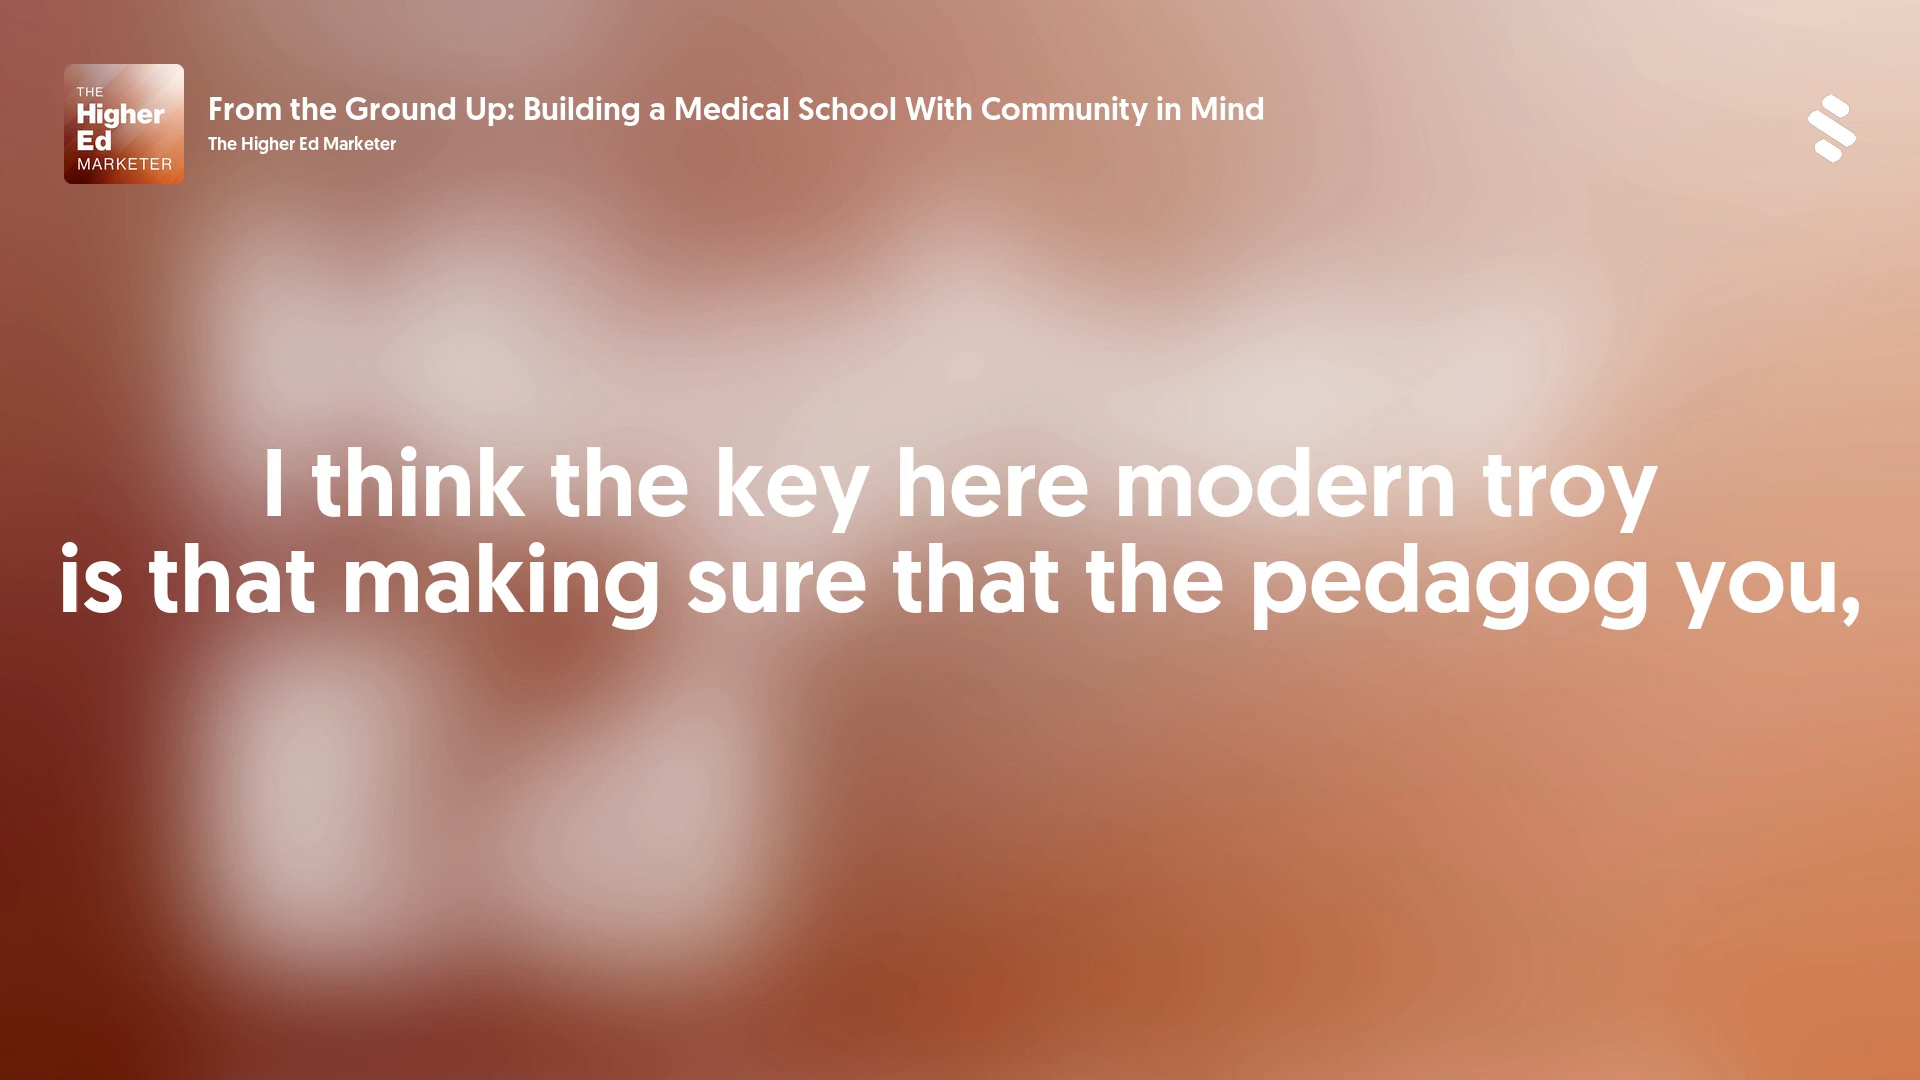 THE
Higher
Ed
MARKETER
From the Ground Up: Building a Medical School With Community in Mind
The Higher Ed Marketer
I think the key here modern troy
is that making sure that the pedagog you,